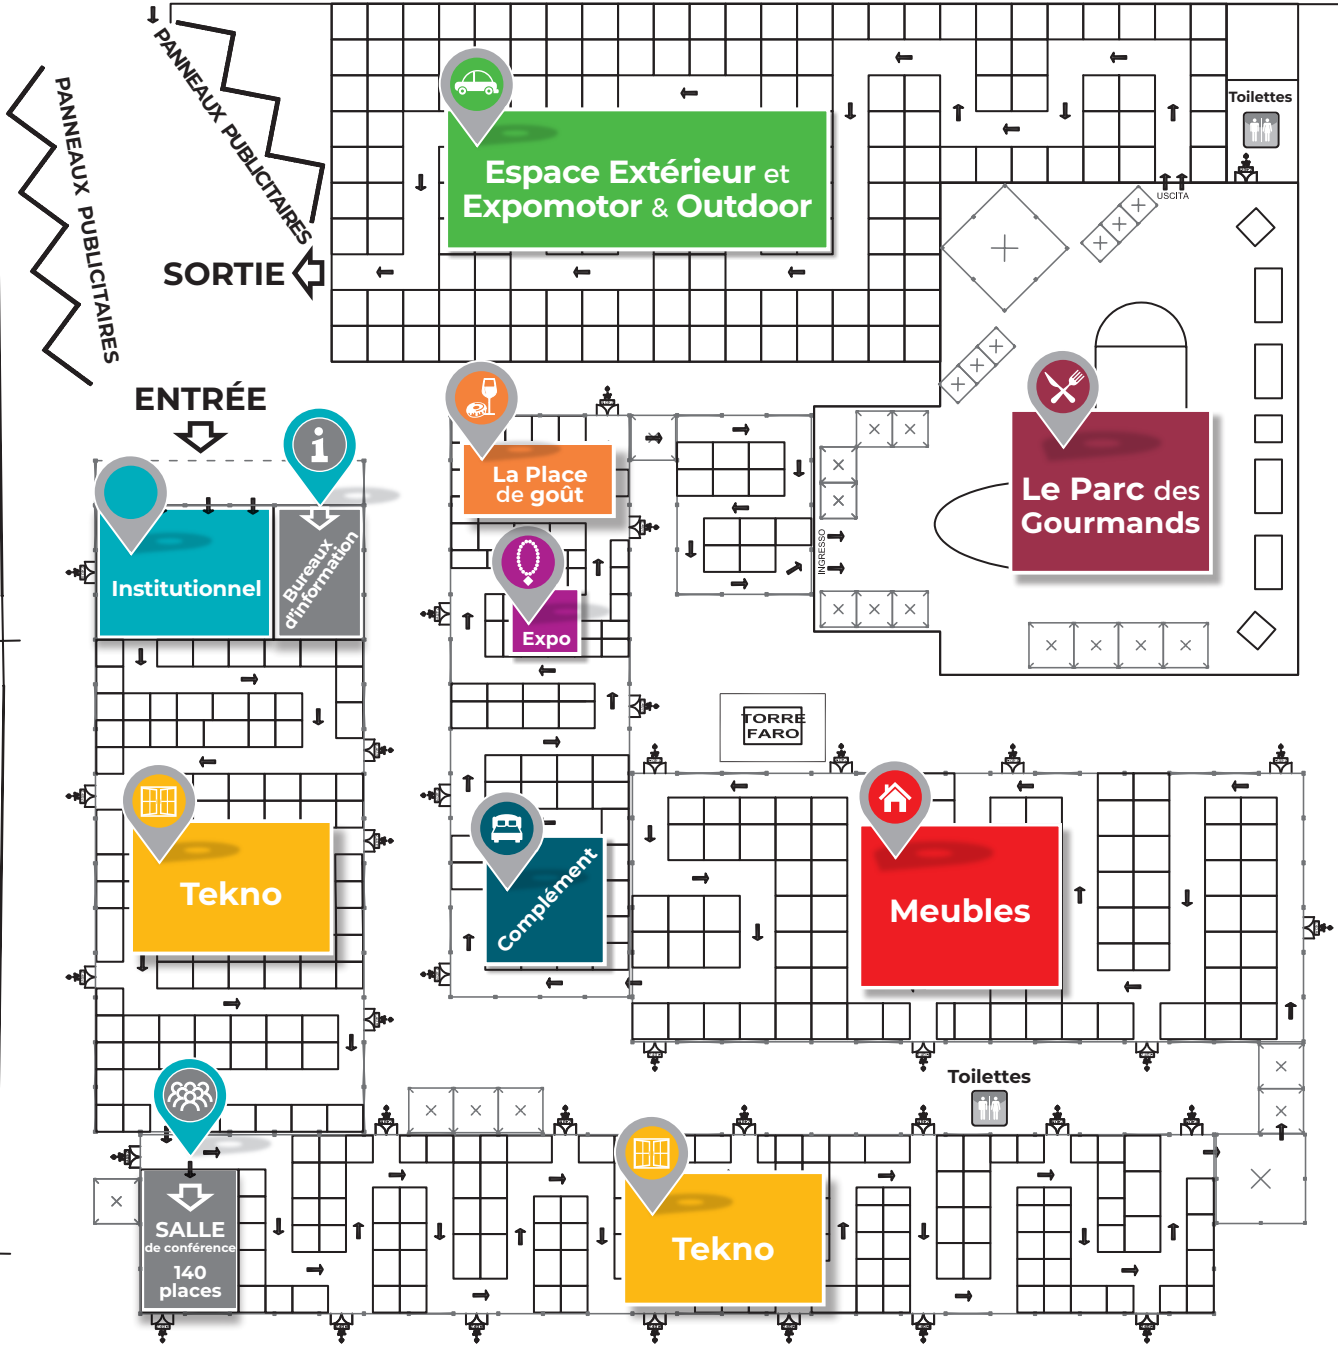 PANNEAUX PUBLICITAIRES
PANNEAUX PUBLICITAIRES
Toilettes
Espace Extérieur et
Expomotor & Outdoor
USCITA
SORTIE
ENTRÉE
La Place
de goût
Le Parc des
Gourmands
INGRESSO
Institutionnel
Bureaux
d'information
Expo
TORRE
FARO
Tekno
Complément
Meubles
Toilettes
SALLE
de conférence
140
places
Tekno